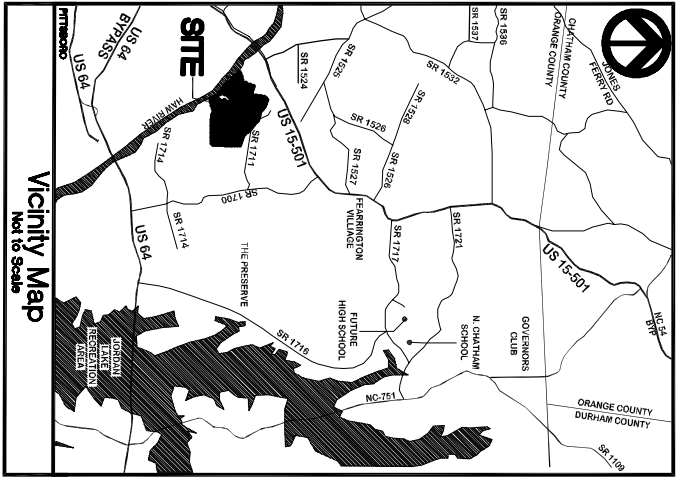 JONES
FERRY RD
CHATHAM COUNTY
ORANGE COUNTY
SR 1536
SR 1537
SR 1532
SR 1525
SR 1524
SITE
US 64
BYPASS
PITTSBORO
US 64
HAW RIVER
SR 1528
SR 1526
SR 1526
SR 1527
US 15-501
SR 1711
SR 1714
SR 1700
SR 1714
US 64
FEARRINGTON
VILLIAGE
SR 1717
SR 1721
US 15-501
THE PRESERVE
NC 54
BYP
GOVERNORS
CLUB
N. CHATHAM
SCHOOL
FUTURE
HIGH SCHOOL
SR 1716
JORDAN
LAKE
RECREATION
AREA
NC-751
ORANGE COUNTY
DURHAM COUNTY
SR 1109
Vicinity Map
Not to Scale